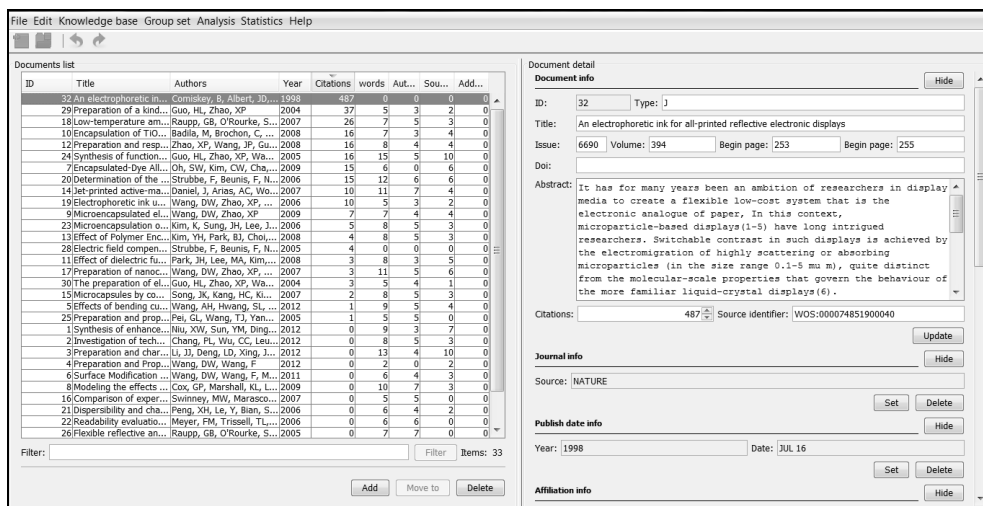 File Edit Knowledge base Group set Analysis Statistics Help
Documents list
ID Title Authors Year Citations words Aut... Sou... Add...
32 An electrophoretic in... Comiskey, B, Albert, JD,... 1998 487 0 0 0 0
29 Preparation of a kind... Guo, HL, Zhao, XP 2004 37 5 3 2 0
18 Low-temperature am... Raupp, GB, O'Rourke, S... 2007 26 7 5 3 0
10 Encapsulation of TiO... Badila, M, Brochon, C, ... 2008 16 7 3 4 0
12 Preparation and resp... Zhao, XP, Wang, JP, Gu... 2008 16 8 4 4 0
24 Synthesis of function... Guo, HL, Zhao, XP, Wa... 2005 16 15 5 10 0
7 Encapsulated-Dye All... Oh, SW, Kim, CW, Cha,... 2009 15 6 0 6 0
20 Determination of the ... Strubbe, F, Beunis, F, N... 2006 15 12 6 6 0
14 Jet-printed active-ma... Daniel, J, Arias, AC, Wo... 2007 10 11 7 4 0
19 Electrophoretic ink u... Wang, DW, Zhao, XP, ... 2006 10 5 3 2 0
9 Microencapsulated el... Wang, DW, Zhao, XP 2009 7 7 4 4 0
23 Microencapsulation o... Kim, K, Sung, JH, Lee, J... 2006 5 8 5 3 0
13 Effect of Polymer Enc... Kim, YH, Park, BJ, Choi,... 2008 4 8 5 3 0
28 Electric field compen... Strubbe, F, Beunis, F, N... 2005 4 0 0 0 0
11 Effect of dielectric fu... Park, JH, Lee, MA, Kim,... 2008 3 8 3 5 0
17 Preparation of nanoc... Wang, DW, Zhao, XP, ... 2007 3 11 5 6 0
30 The preparation of el... Guo, HL, Zhao, XP, Wa... 2004 3 5 4 1 0
15 Microcapsules by co... Song, JK, Kang, HC, Ki... 2007 2 8 5 3 0
5 Effects of bending cu... Wang, AH, Hwang, SL, ... 2012 1 9 5 4 0
25 Preparation and prop... Pei, GL, Wang, TJ, Yan... 2005 1 5 5 0 0
1 Synthesis of enhance... Niu, XW, Sun, YM, Ding... 2012 0 9 3 7 0
2 Investigation of tech... Chang, PL, Wu, CC, Leu... 2012 0 8 5 3 0
3 Preparation and char... Li, JJ, Deng, LD, Xing, J... 2012 0 13 4 10 0
4 Preparation and Prop... Wang, DW, Wang, F 2012 0 2 0 2 0
6 Surface Modification ... Wang, DW, Wang, F, M... 2011 0 6 4 3 0
8 Modeling the effects ... Cox, GP, Marshall, KL, L... 2009 0 10 7 3 0
16 Comparison of exper... Swinney, MW, Marasco... 2007 0 5 5 0 0
21 Dispersibility and cha... Peng, XH, Le, Y, Bian, S... 2006 0 6 4 2 0
22 Readability evaluatio... Meyer, FM, Trissell, TL,... 2006 0 6 6 0 0
26 Flexible reflective an... Raupp, GB, O'Rourke, S... 2005 0 7 7 0 0
Filter: Filter Items: 33
Add Move to Delete
Document detail
Document info Hide
ID: 32 Type: J
Title: An electrophoretic ink for all-printed reflective electronic displays
Issue: 6690 Volume: 394 Begin page: 253 Begin page: 255
Doi:
Abstract: It has for many years been an ambition of researchers in display
media to create a flexible low-cost system that is the
electronic analogue of paper, In this context,
microparticle-based displays(1-5) have long intrigued
researchers. Switchable contrast in such displays is achieved by
the electromigration of highly scattering or absorbing
microparticles (in the size range 0.1-5 mu m), quite distinct
from the molecular-scale properties that govern the behaviour of
the more familiar liquid-crystal displays(6).
Citations: 487 Source identifier: WOS:000074851900040
Update
Journal info Hide
Source: NATURE
Set Delete
Publish date info Hide
Year: 1998 Date: JUL 16
Set Delete
Affiliation info Hide